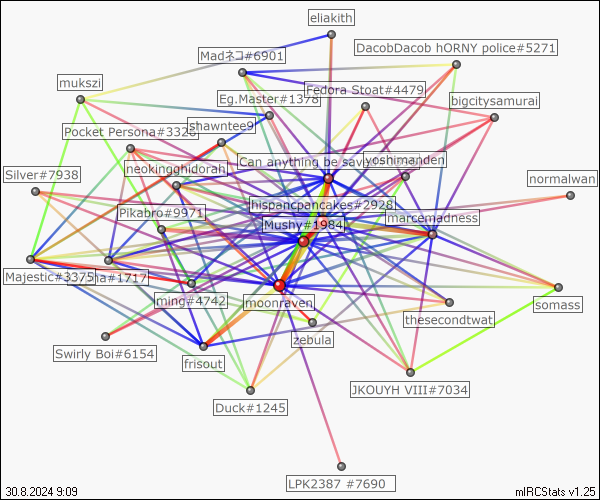 eliakith
DacobDacob hORNY police#5271
Madネコ#6901
mukszi
Fedora Stoat#4479
Eg.Master#1378
bigcitysamurai
shawntee9
Pocket Persona#3325
Can anything be save
yoshimanden
neokingghidorah
Silver#7938
normalwan
hispancpancakes#2928
Pikabro#9971
marcemadness
Mushy#1984
Majestic#3375
#1717
ming#4742
moonraven
somass
thesecondtwat
zebula
Swirly Boi#6154
frisout
JKOUYH VIII#7034
Duck#1245
LPK2387 #7690
30.8.2024 9:09
mIRCStats v1.25